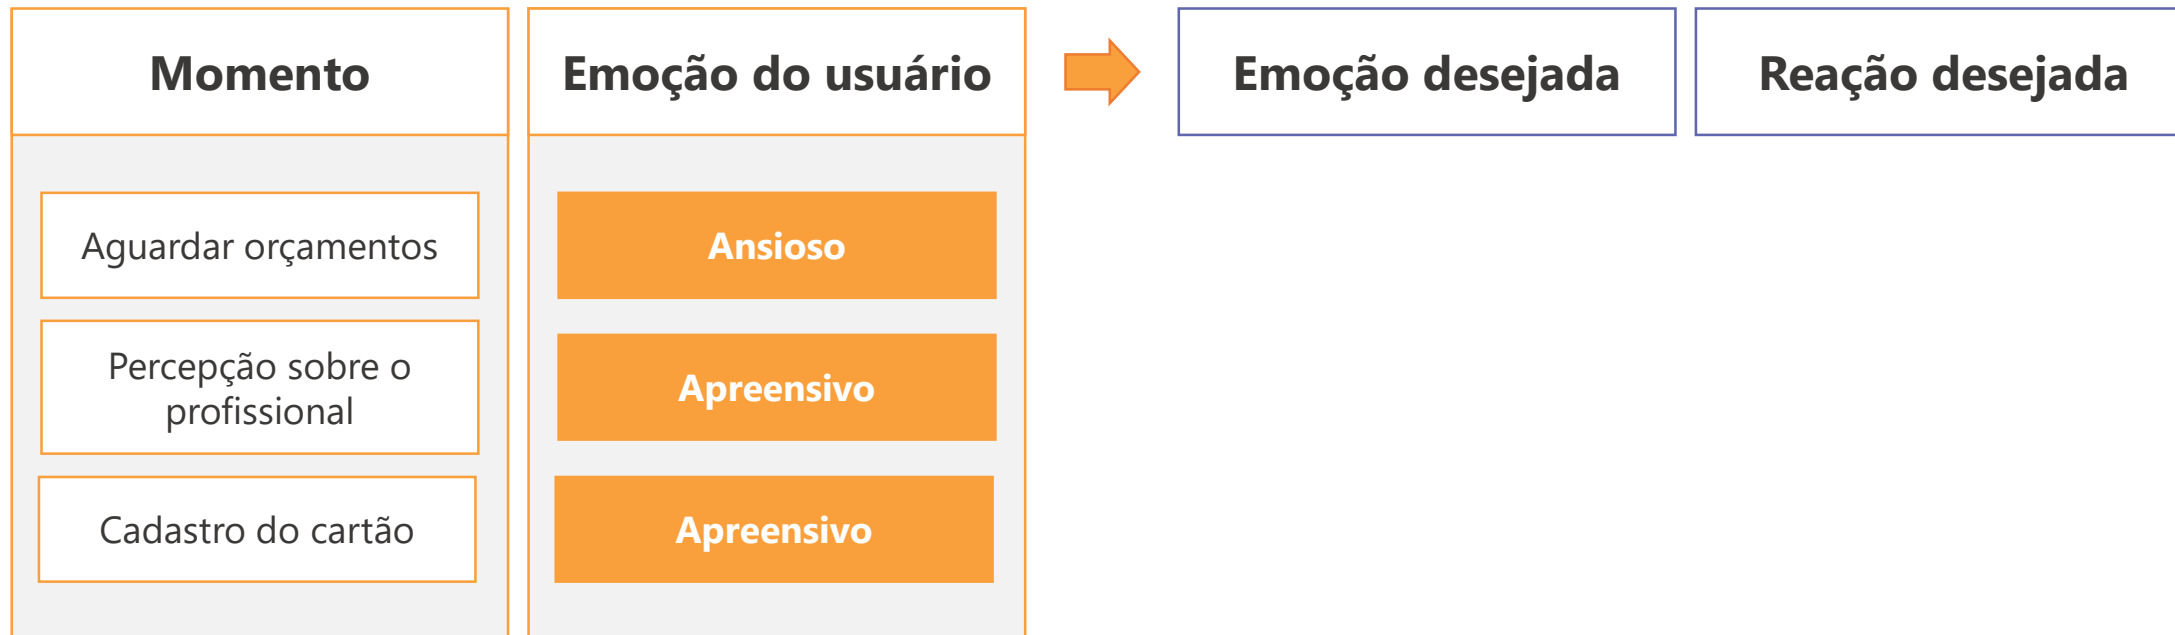 Momento
Emoção do usuário
Emoção desejada
Reação desejada
Aguardar orçamentos
Ansioso
Percepção sobre o
profissional
Apreensivo
Cadastro do cartão
Apreensivo